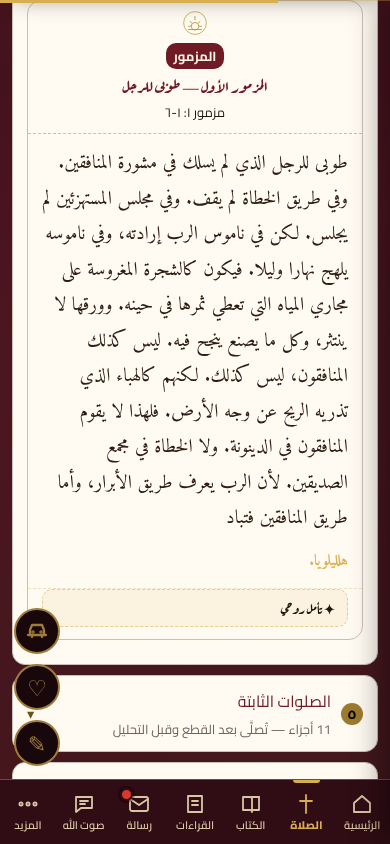 المزمور
المزمور الأول — طوبى للرجل
مزمور ١: ١-٦
طوبى للرجل الذي لم يسلك في مشورة المنافقين.
وفي طريق الخطاة لم يقف. وفي مجلس المستهزئين لم
يجلس. لكن في ناموس الرب إرادته، وفي ناموسه
يلهج نهارا وليلا. فيكون كالشجرة المغروسة على
مجاري المياه التي تعطي ثمرها في حينه. وورقها لا
ينتثر، وكل ما يصنع ينجح فيه. ليس كذلك
المنافقون، ليس كذلك. لكنهم كالهباء الذي
تذريه الريح عن وجه الأرض. فلهذا لا يقوم
المنافقون في الدينونة. ولا الخطاة في مجمع
الصديقين. لأن الرب يعرف طريق الأبرار، وأما
طريق المنافقين فتباد
هلليلويا.
✦ تأمل روحي
٥
الصلوات الثابتة
11 أجزاء — تُصلَّى بعد القطع وقبل التحليل
الرئيسية
الصلاة
الكتاب
القراءات
رسالة
صوت الله
المزيد